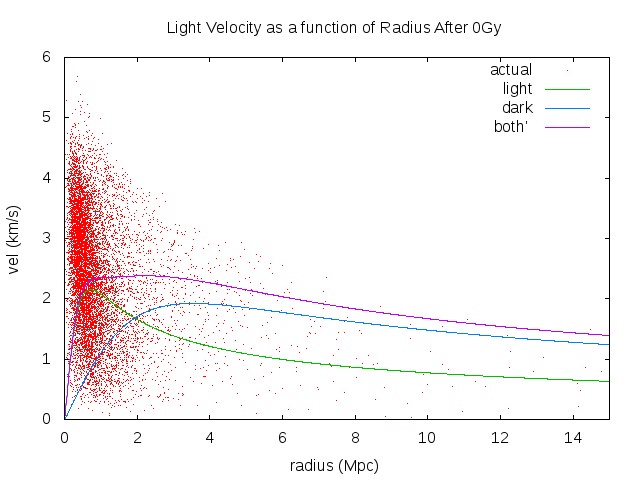 Light Velocity as a function of Radius After 0Gy
6
actual
light
5
dark
both'
4
vel (km/s)
3
2
1
0
0 2 4 6 8 10 12 14
radius (Mpc)